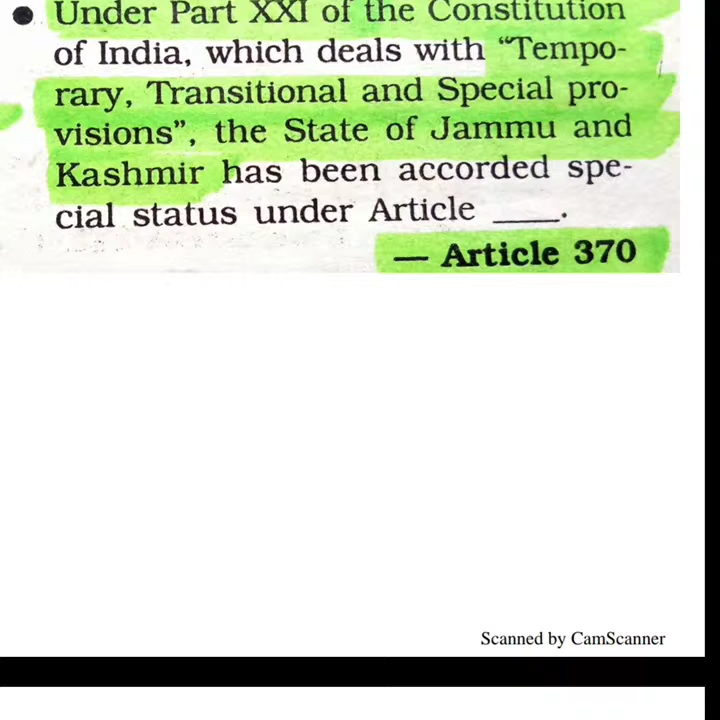 • Under Part XXI of the Constitution
of India, which deals with “Tempo-
rary, Transitional and Special pro-
visions”, the State of Jammu and
Kashmir has been accorded spe-
cial status under Article ____.
— Article 370
Scanned by CamScanner